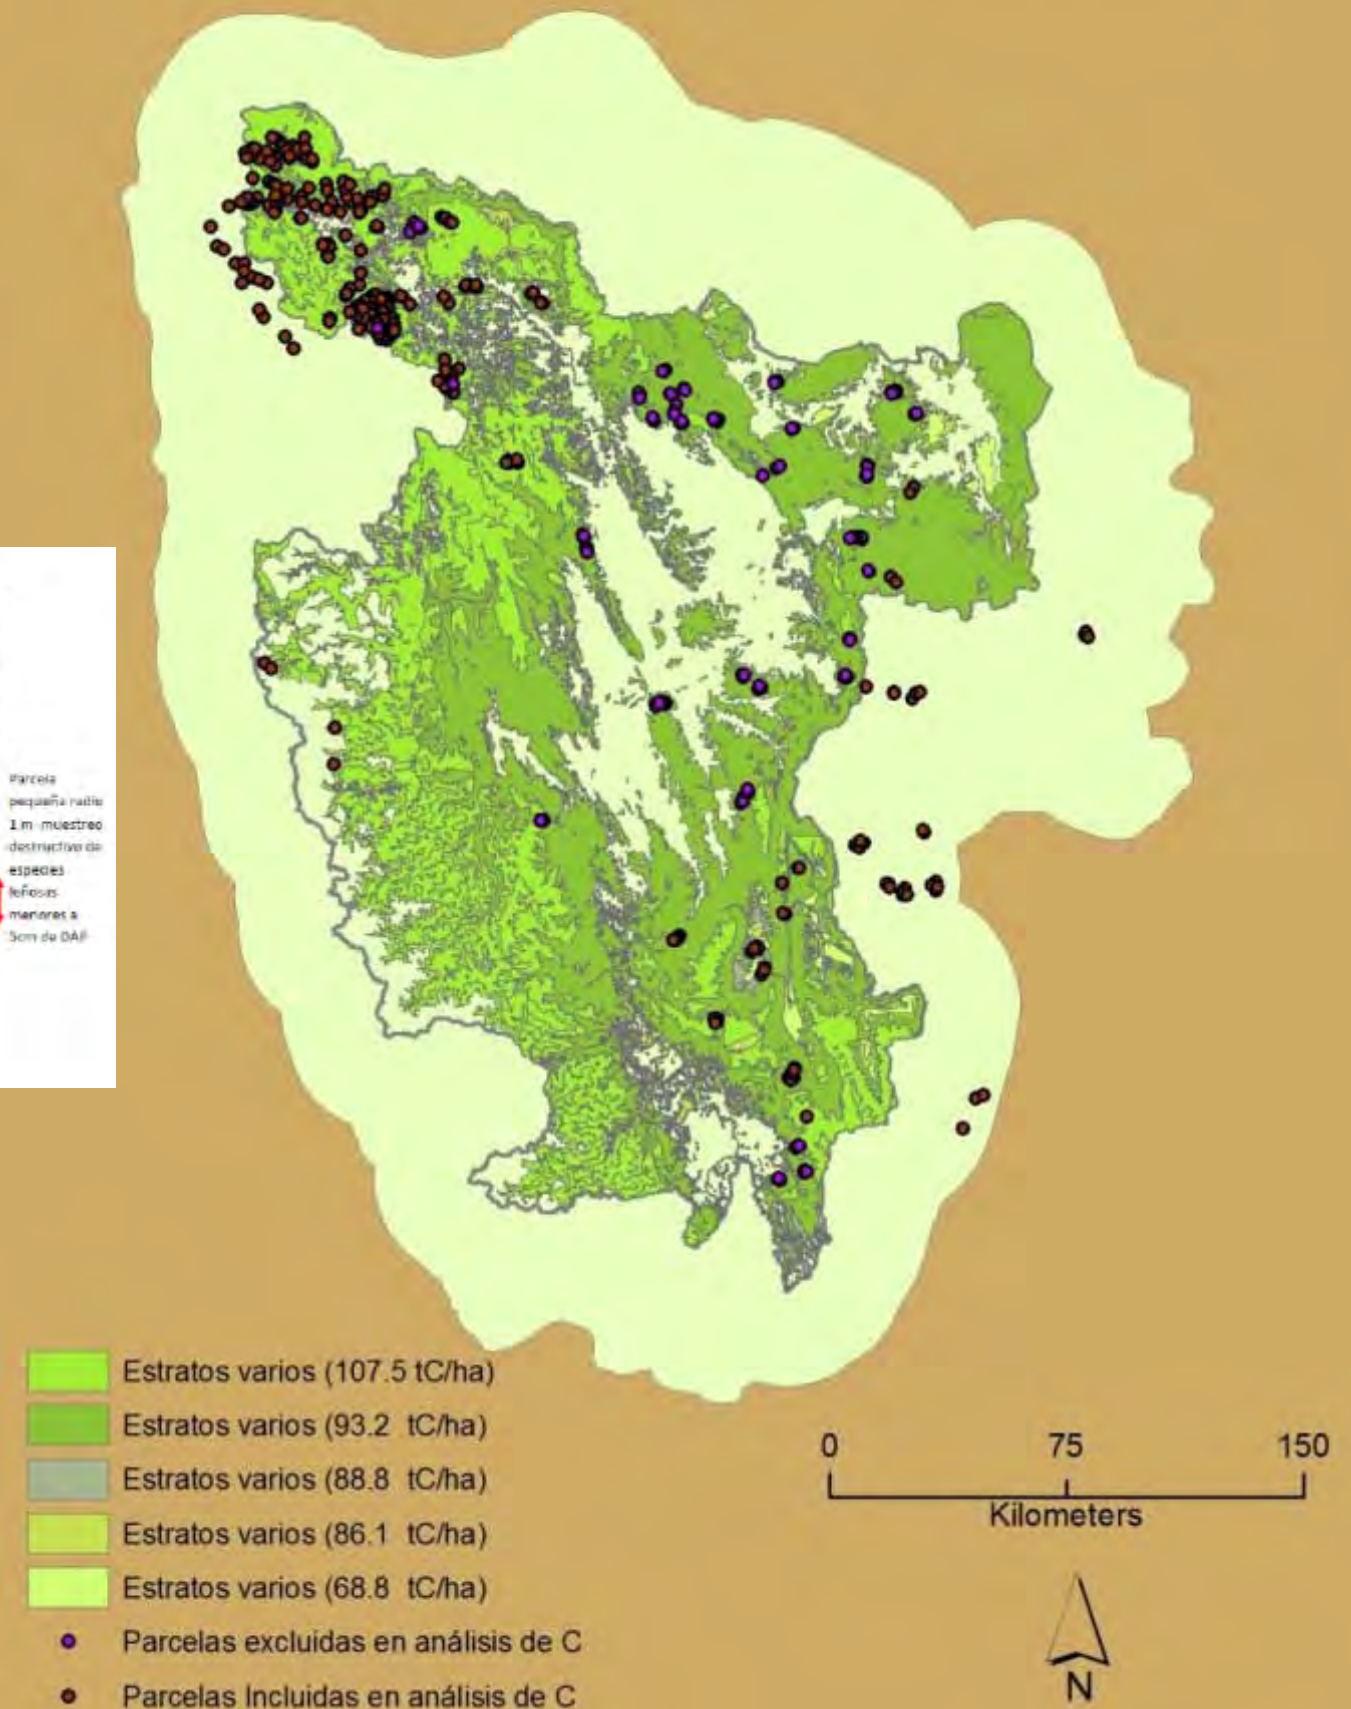 Parcela
pequeña radio
1 m muestreo
destructivo de
especies
leñosas
menores a
5cm de DAP
Estratos varios (107.5 tC/ha)
Estratos varios (93.2 tC/ha)
Estratos varios (88.8 tC/ha)
Estratos varios (86.1 tC/ha)
Estratos varios (68.8 tC/ha)
Parcelas excluidas en análisis de C
Parcelas Incluidas en análisis de C
0 75 150
Kilometers
N